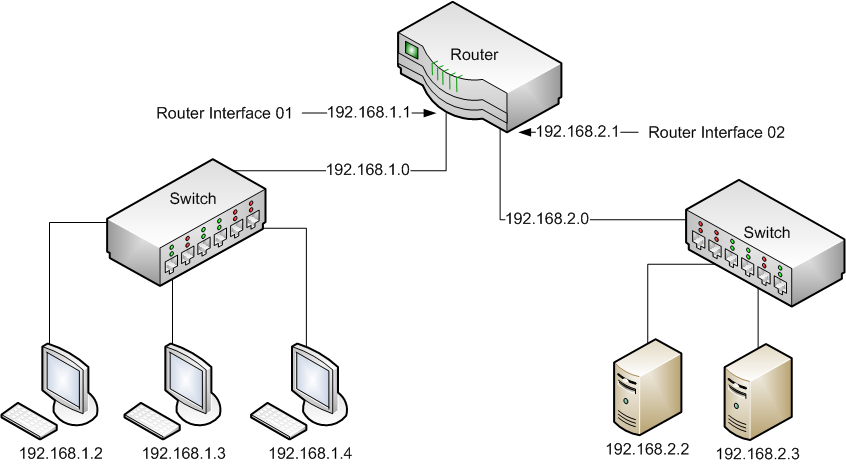 Router
Router Interface 01
192.168.1.1
192.168.2.1
Router Interface 02
192.168.1.0
Switch
192.168.2.0
Switch
192.168.1.2
192.168.1.3
192.168.1.4
192.168.2.2
192.168.2.3